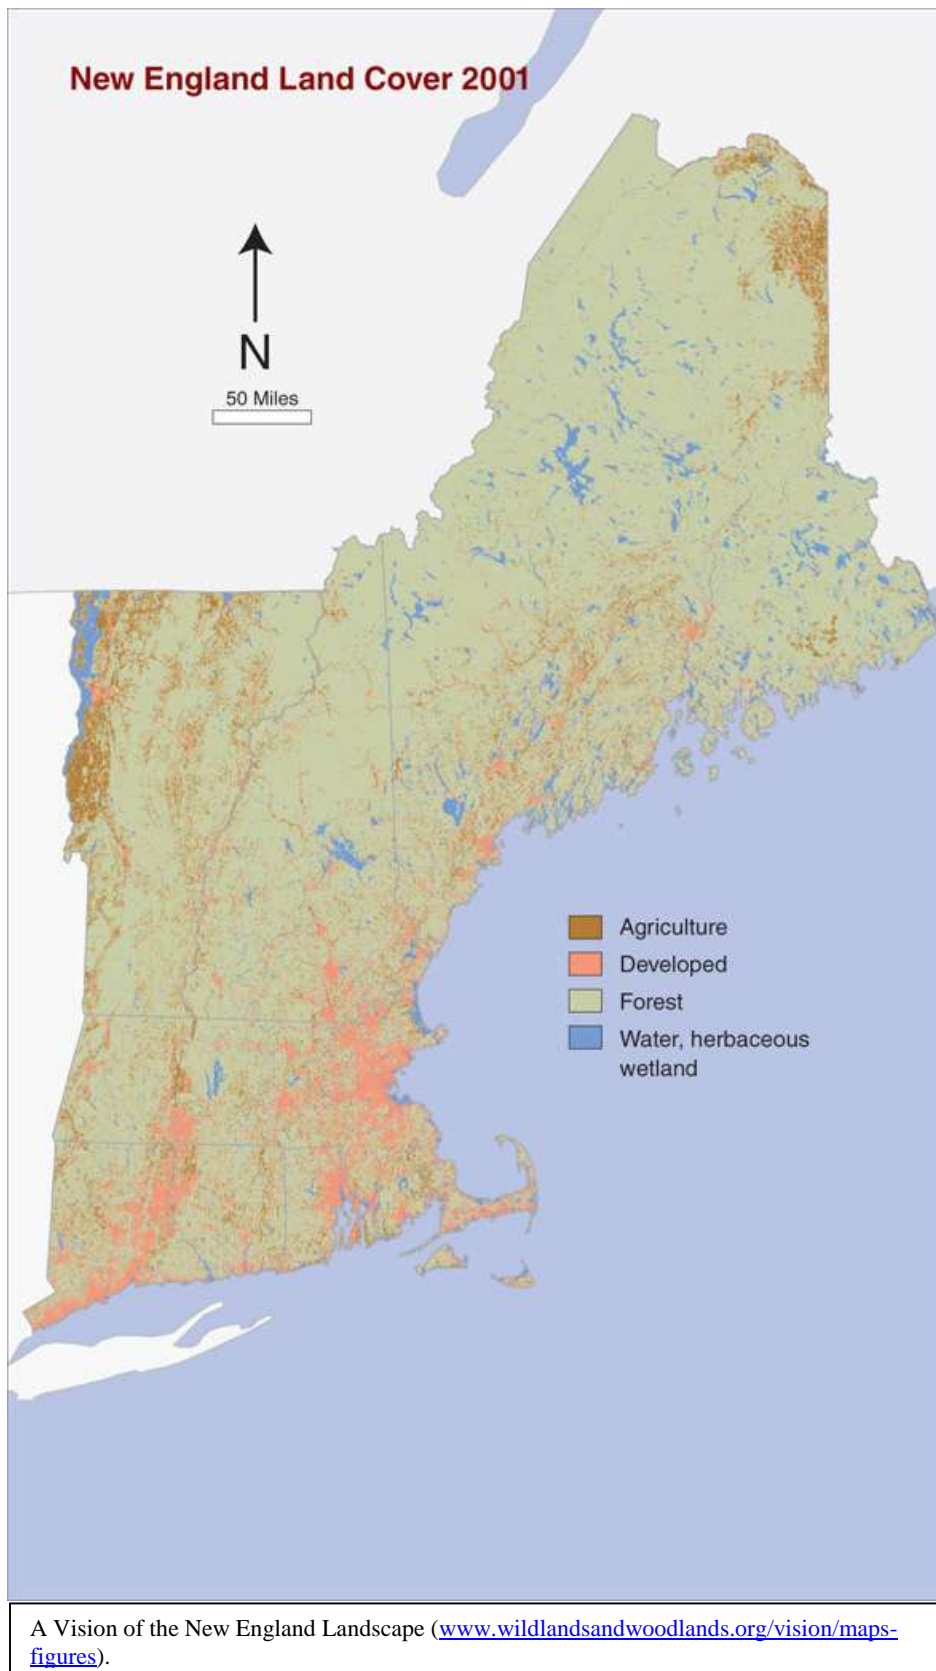 New England Land Cover 2001
N
50 Miles
Agriculture
Developed
Forest
Water, herbaceous
wetland
A Vision of the New England Landscape (www.wildlandsandwoodlands.org/vision/maps-
figures).